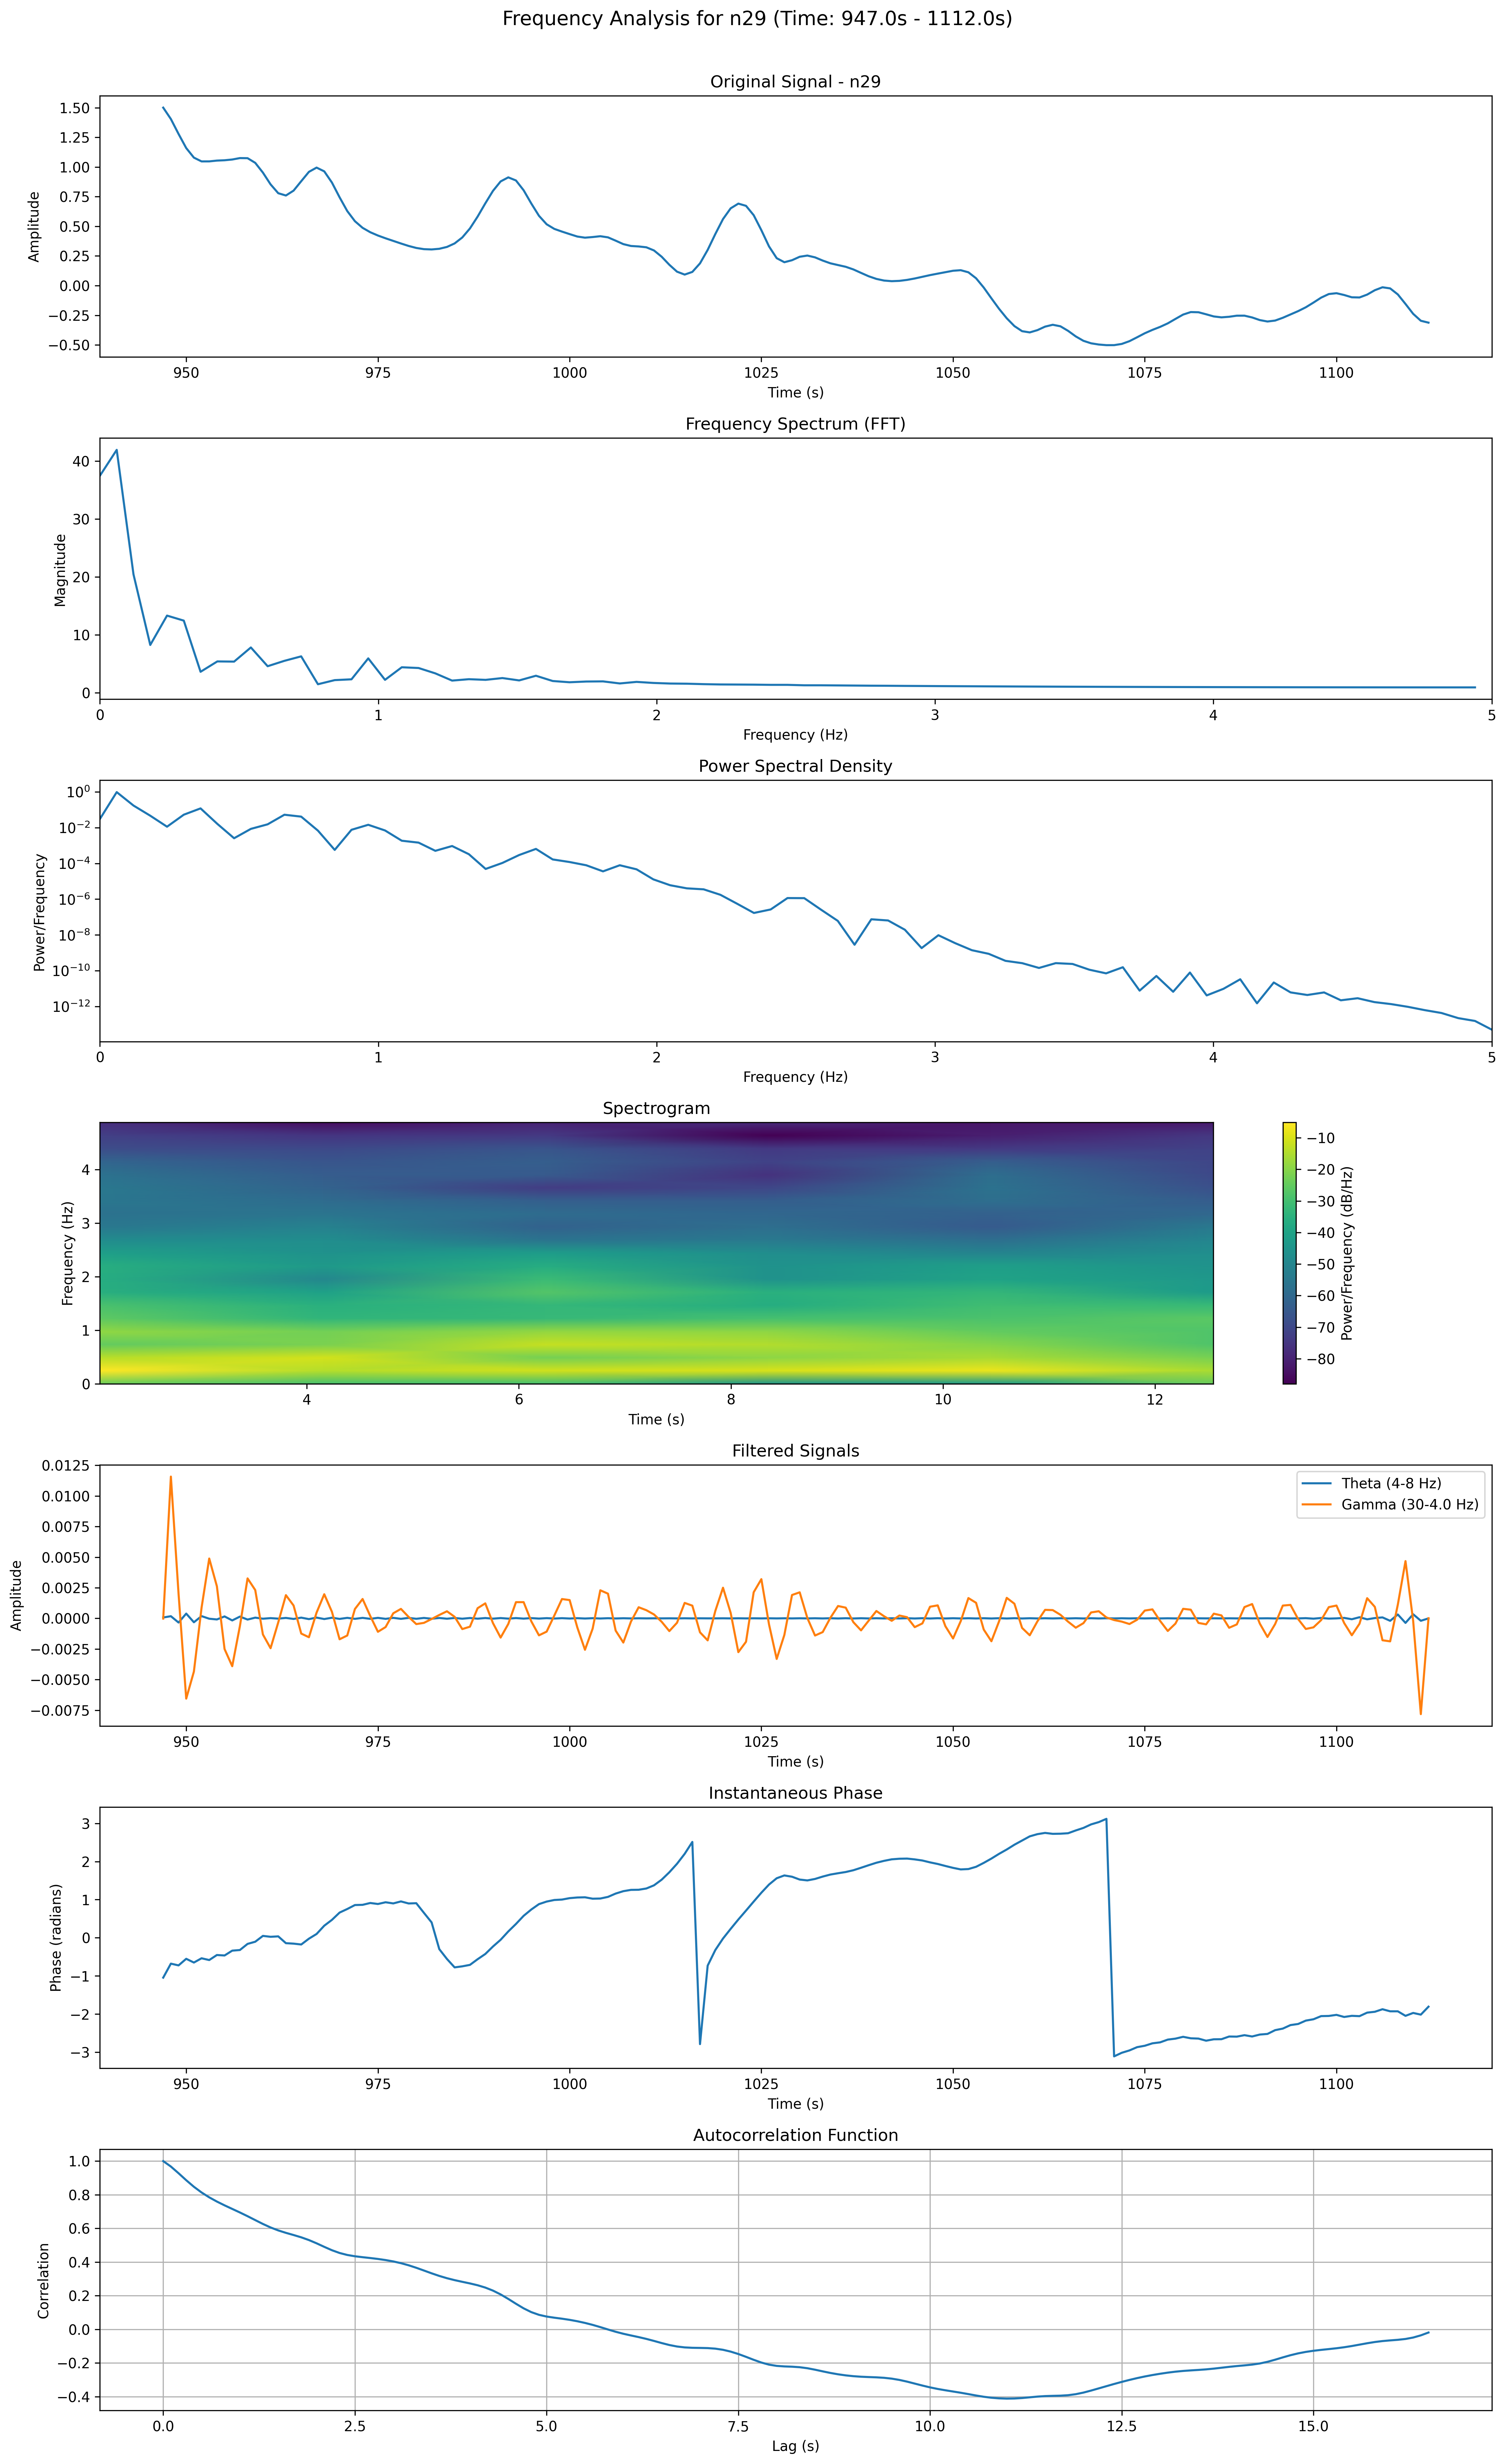 Frequency Analysis for n29 (Time: 947.0s - 1112.0s)
Original Signal - n29
Amplitude
1.50
1.25
1.00
0.75
0.50
0.25
0.00
−0.25
−0.50
950 975 1000 1025 1050 1075 1100
Time (s)
Frequency Spectrum (FFT)
Magnitude
40
30
20
10
0
0 1 2 3 4 5
Frequency (Hz)
Power Spectral Density
Power/Frequency
10⁰
10⁻²
10⁻⁴
10⁻⁶
10⁻⁸
10⁻¹⁰
10⁻¹²
0 1 2 3 4 5
Frequency (Hz)
Spectrogram
Frequency (Hz)
4
3
2
1
0
4 6 8 10 12
Time (s)
−10
−20
−30
−40
−50
−60
−70
−80
Power/Frequency (dB/Hz)
Filtered Signals
Amplitude
0.0125
0.0100
0.0075
0.0050
0.0025
0.0000
−0.0025
−0.0050
−0.0075
Theta (4-8 Hz)
Gamma (30-4.0 Hz)
950 975 1000 1025 1050 1075 1100
Time (s)
Instantaneous Phase
Phase (radians)
3
2
1
0
−1
−2
−3
950 975 1000 1025 1050 1075 1100
Time (s)
Autocorrelation Function
Correlation
1.0
0.8
0.6
0.4
0.2
0.0
−0.2
−0.4
0.0 2.5 5.0 7.5 10.0 12.5 15.0
Lag (s)